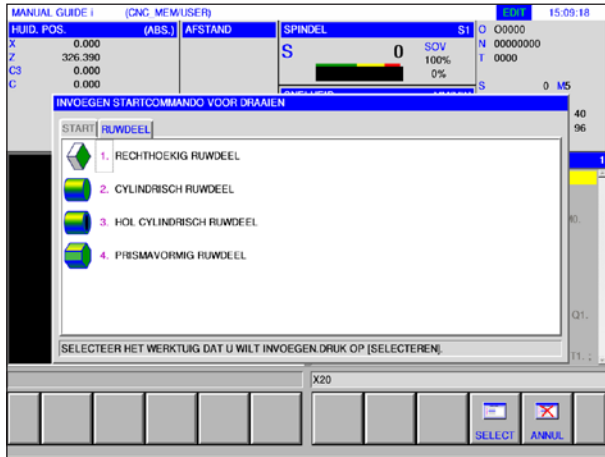 MANUAL GUIDE i (CNC_MEM/USER) EDIT 15:09:18
HUID. POS. (ABS.) AFSTAND SPINDEL S1 O O0000
X 0.000 N 00000000
Z 326.390 S 0 SOV T 0000
C3 0.000 100%
C 0.000 0% S 0 M5
INVOEGEN STARTCOMMANDO VOOR DRAAIEN
40
START RUWDEEL 96
1. RECHTHOEKIG RUWDEEL 1
2. CYLINDRISCH RUWDEEL
3. HOL CYLINDRISCH RUWDEEL
4. PRISMAVORMIG RUWDEEL
Q1.
SELECTEER HET WERKTUIG DAT U WILT INVOEGEN.DRUK OP [SELECTEREN].
T1. ;
X20
SELECT ANNUL